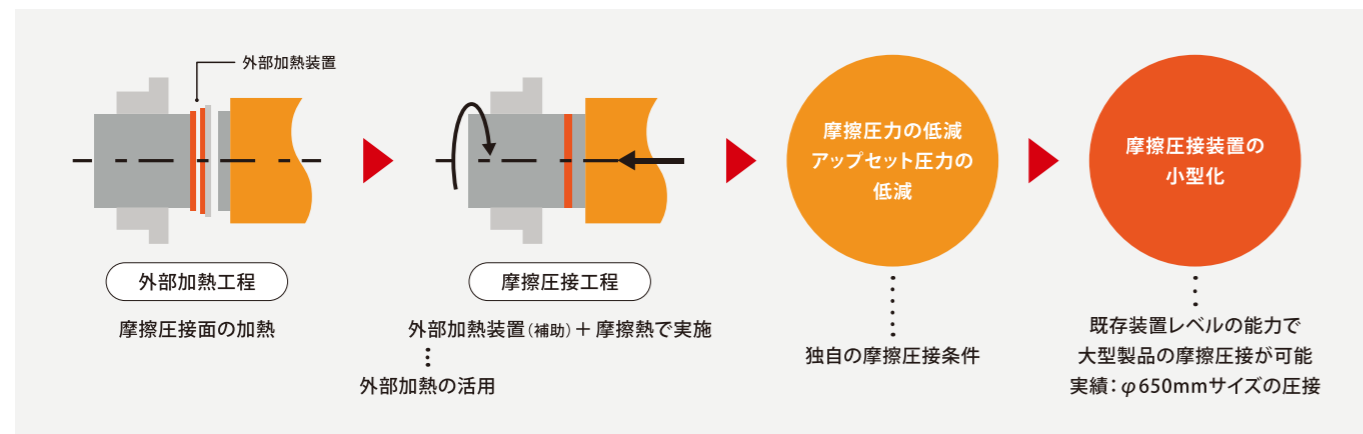 外部加熱装置
外部加熱工程
摩擦圧接面の加熱
摩擦圧接工程
外部加熱装置(補助)+ 摩擦熱で実施
外部加熱の活用
摩擦圧力の低減
アップセット圧力の
低減
独自の摩擦圧接条件
摩擦圧接装置の
小型化
既存装置レベルの能力で
大型製品の摩擦圧接が可能
実績:φ650mmサイズの圧接